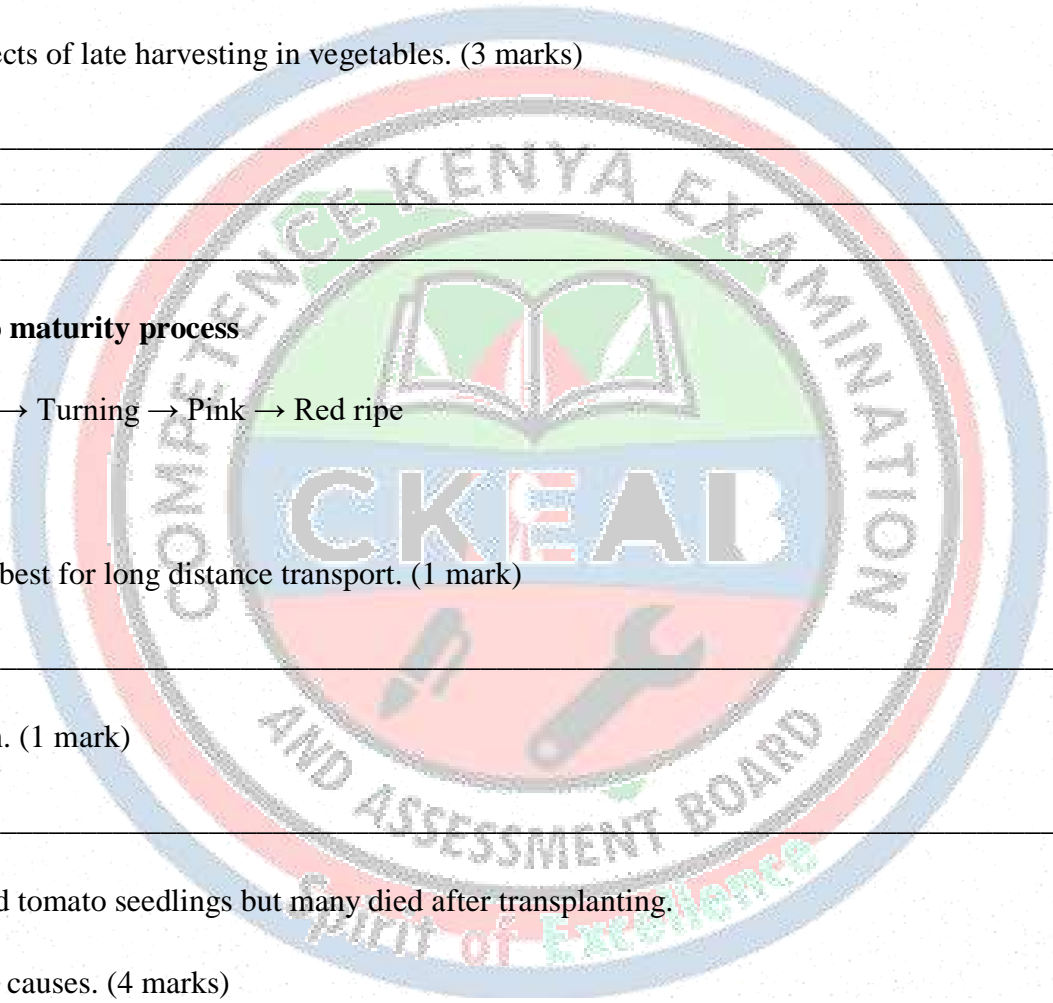 ects of late harvesting in vegetables. (3 marks)
COMPETENCE KENYA EXAMINATION
maturity process
→ Turning → Pink → Red ripe
CKEAB
best for long distance transport. (1 mark)
. (1 mark)
AND ASSESSMENT BOARD
d tomato seedlings but many died after transplanting.
Spirit of Excellence
causes. (4 marks)